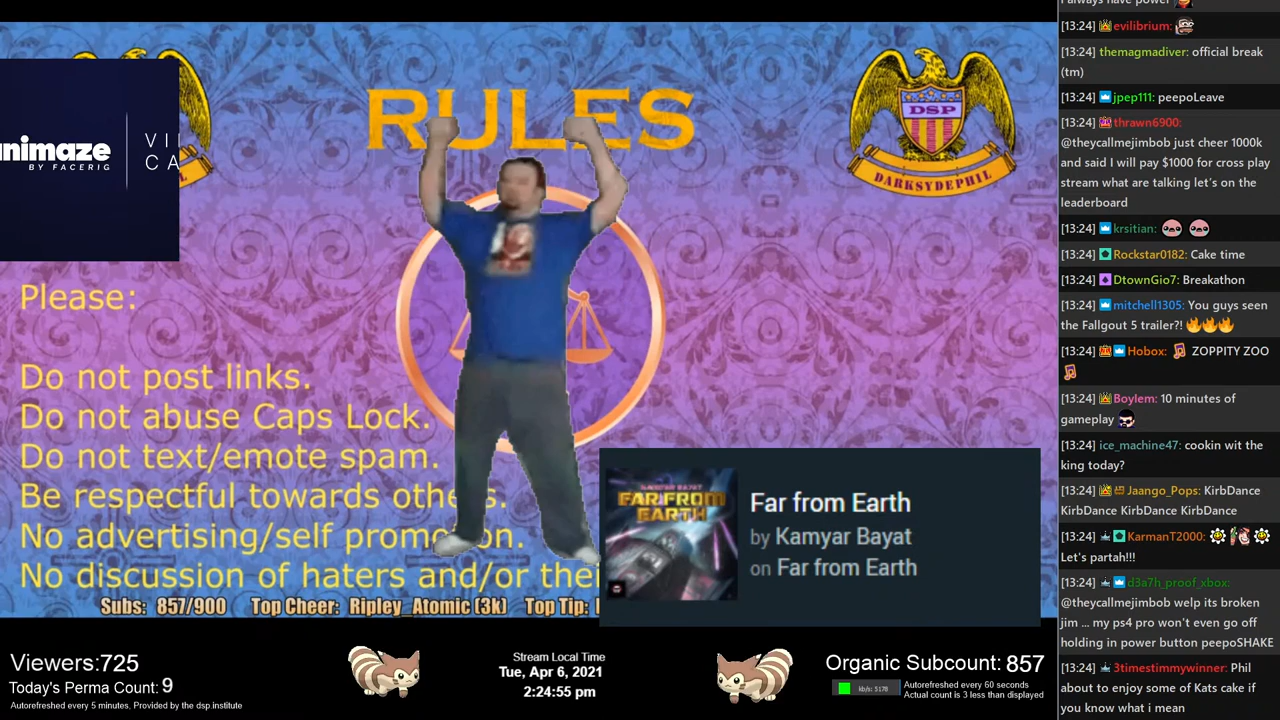 RULES
DSP
DARKSYDEPHIL
nimaze
BY FACERIG
Please:
Do not post links.
Do not abuse Caps Lock.
Do not text/emote spam.
Be respectful towards othe s.
No advertising/self promo on.
No discussion of haters and/or thei
Subs: 857/900 Top Cheer: Ripley_Atomic (3k) Top Tip:
KAMYAR BAYAT
FAR FROM
EARTH
Far from Earth
by Kamyar Bayat
on Far from Earth
Viewers:725
Today's Perma Count: 9
Autorefreshed every 5 minutes. Provided by the dsp.institute
Stream Local Time
Tue, Apr 6, 2021
2:24:55 pm
Organic Subcount: 857
kb/s: 5178
Autorefreshed every 60 seconds
Actual count is 3 less than displayed
I always have power
[13:24] evilibrium:
[13:24] themagmadiver: official break
(tm)
[13:24] jpep111: peepoLeave
[13:24] thrawn6900:
@theycallmejimbob just cheer 1000k
and said I will pay $1000 for cross play
stream what are talking let's on the
leaderboard
[13:24] krsitian:
[13:24] Rockstar0182: Cake time
[13:24] DtownGio7: Breakathon
[13:24] mitchell1305: You guys seen
the Fallgout 5 trailer?! 🔥🔥🔥
[13:24] Hobox: 🎵 ZOPPITY ZOO
🎵
[13:24] Boylem: 10 minutes of
gameplay
[13:24] ice_machine47: cookin wit the
king today?
[13:24] Jaango_Pops: KirbDance
KirbDance KirbDance KirbDance
[13:24] KarmanT2000:
Let's partah!!!
[13:24] d3a7h_proof_xbox:
@theycallmejimbob welp its broken
jim ... my ps4 pro won't even go off
holding in power button peepoSHAKE
[13:24] 3timestimmywinner: Phil
about to enjoy some of Kats cake if
you know what i mean